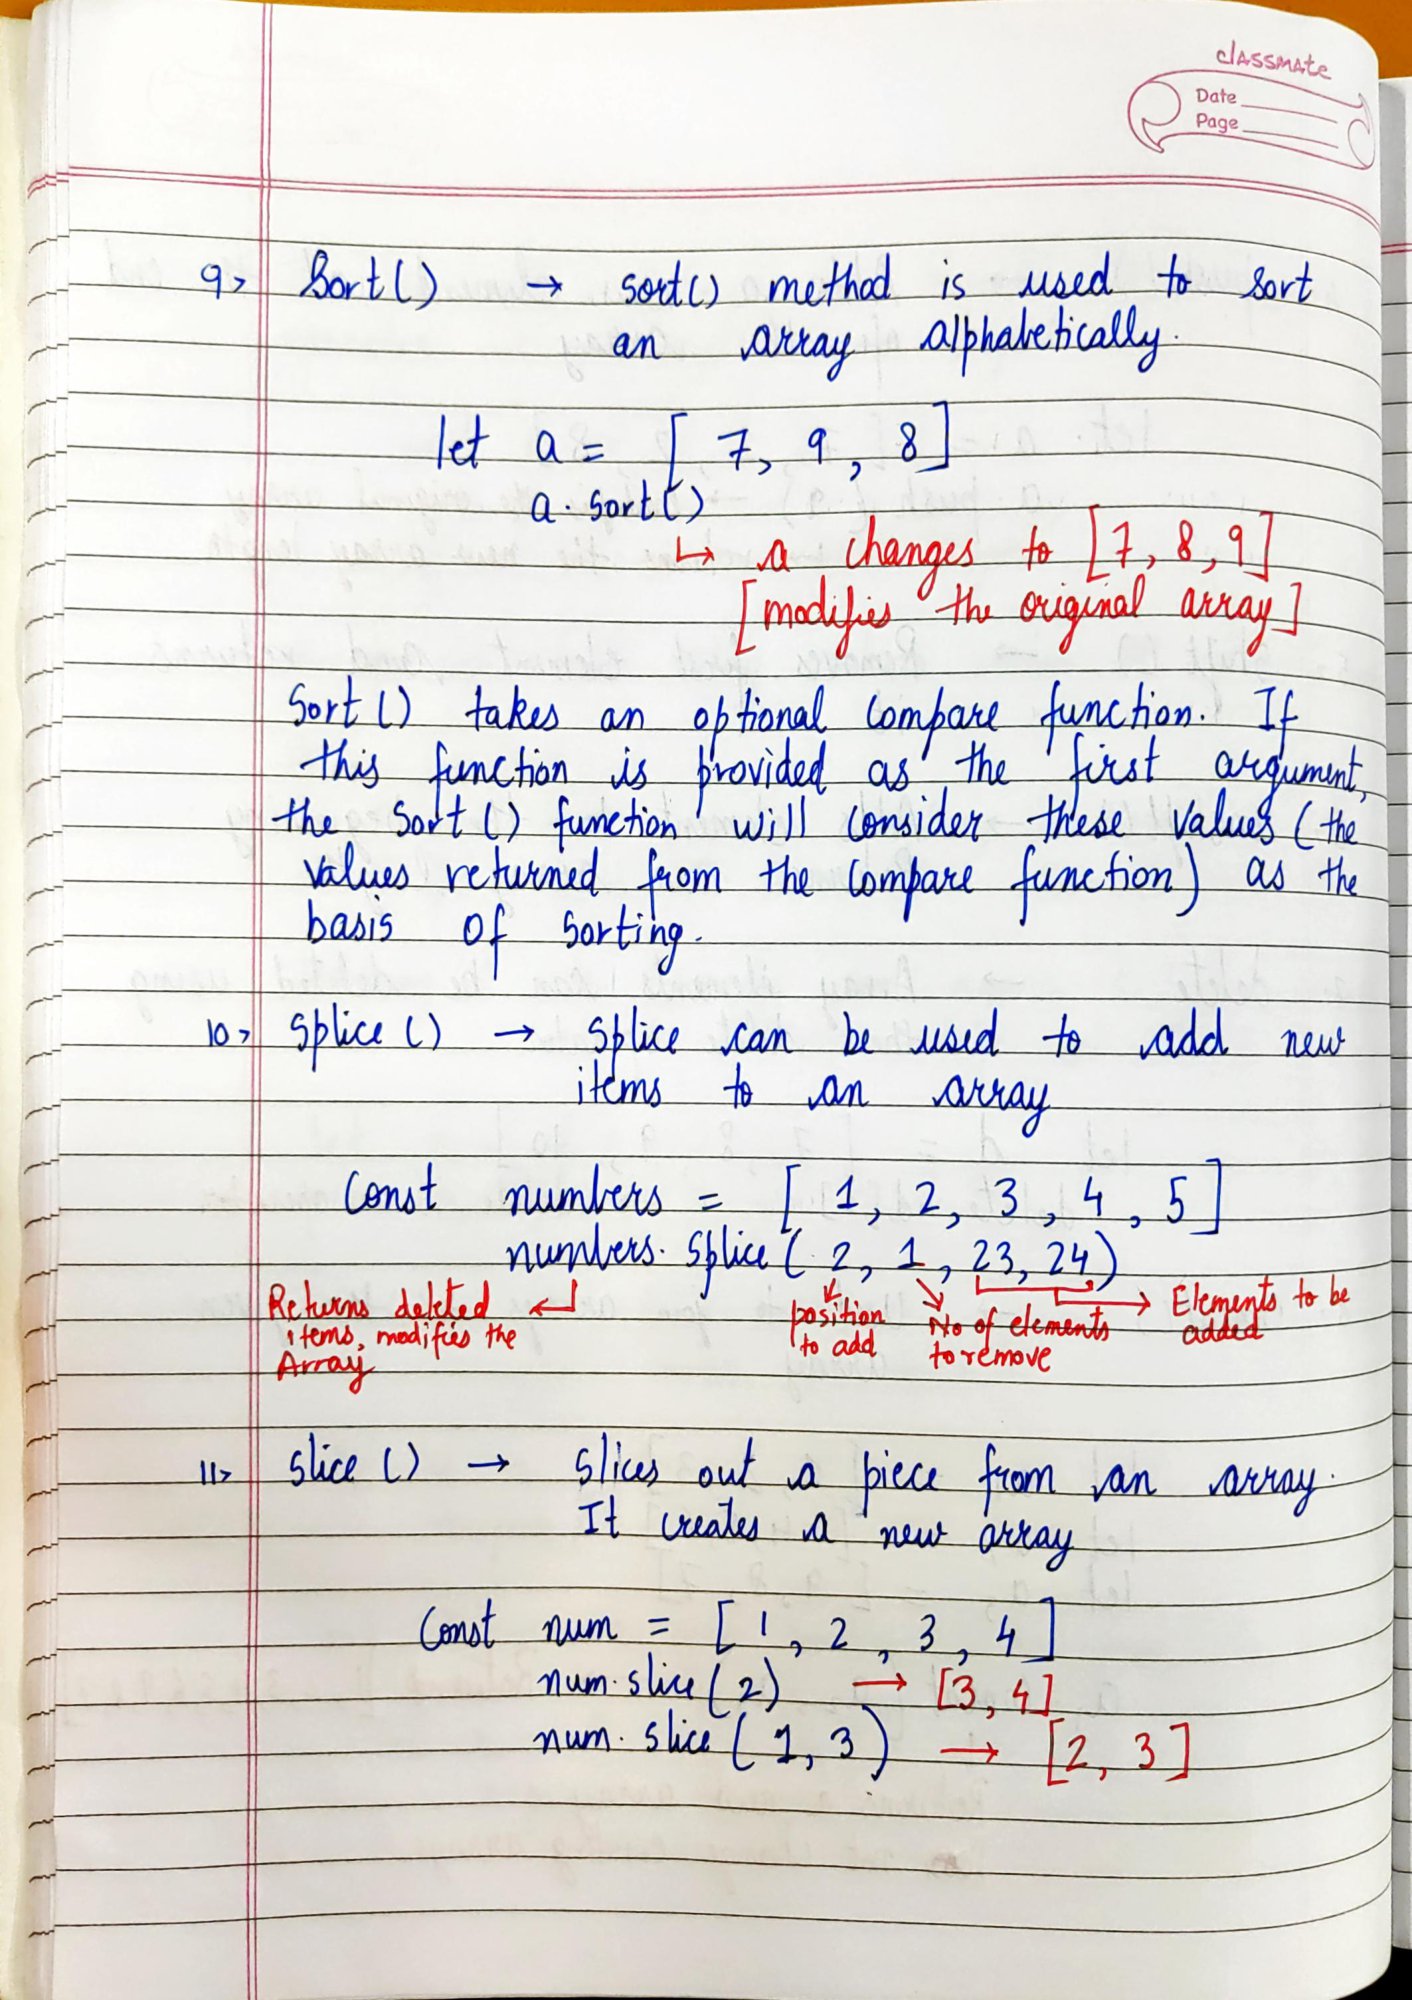 classmate
Date
Page
9> Sort() → sort() method is used to sort
an array alphabetically.
let a = [7, 9, 8]
a.sort()
↳ a changes to [7, 8, 9]
[modifies the original array]
Sort() takes an optional compare function. If
this function is provided as the first argument,
the Sort() function will consider these values (the
values returned from the compare function) as the
basis of sorting.
10> Splice() → Splice can be used to add new
items to an array
Const numbers = [1, 2, 3, 4, 5]
numbers.splice(2, 1, 23, 24)
Returns deleted
items, modifies the
Array
position
to add
No of elements
to remove
Elements to be
added
11> slice() → Slices out a piece from an array.
It creates a new array
Const num = [1, 2, 3, 4]
num.slice(2) → [3, 4]
num.slice(1, 3) → [2, 3]